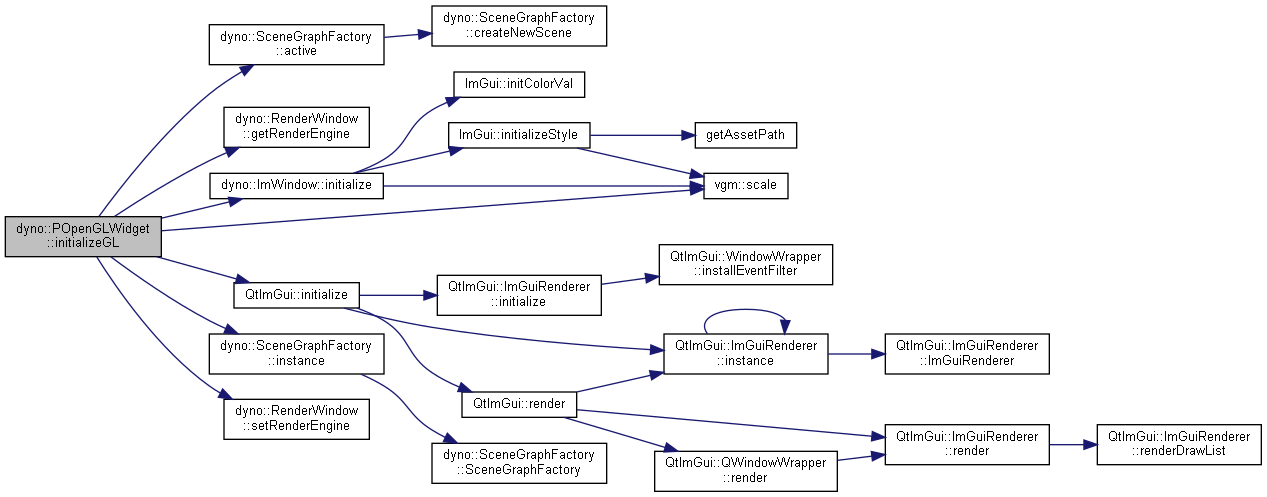 dyno::POpenGLWidget
::initializeGL
dyno::SceneGraphFactory
::active
dyno::SceneGraphFactory
::createNewScene
dyno::RenderWindow
::getRenderEngine
dyno::ImWindow::initialize
ImGui::initColorVal
ImGui::initializeStyle
getAssetPath
vgm::scale
QtImGui::initialize
QtImGui::ImGuiRenderer
::initialize
QtImGui::WindowWrapper
::installEventFilter
QtImGui::ImGuiRenderer
::instance
QtImGui::ImGuiRenderer
::ImGuiRenderer
QtImGui::render
QtImGui::QWindowWrapper
::render
QtImGui::ImGuiRenderer
::render
QtImGui::ImGuiRenderer
::renderDrawList
dyno::SceneGraphFactory
::instance
dyno::SceneGraphFactory
::SceneGraphFactory
dyno::RenderWindow
::setRenderEngine